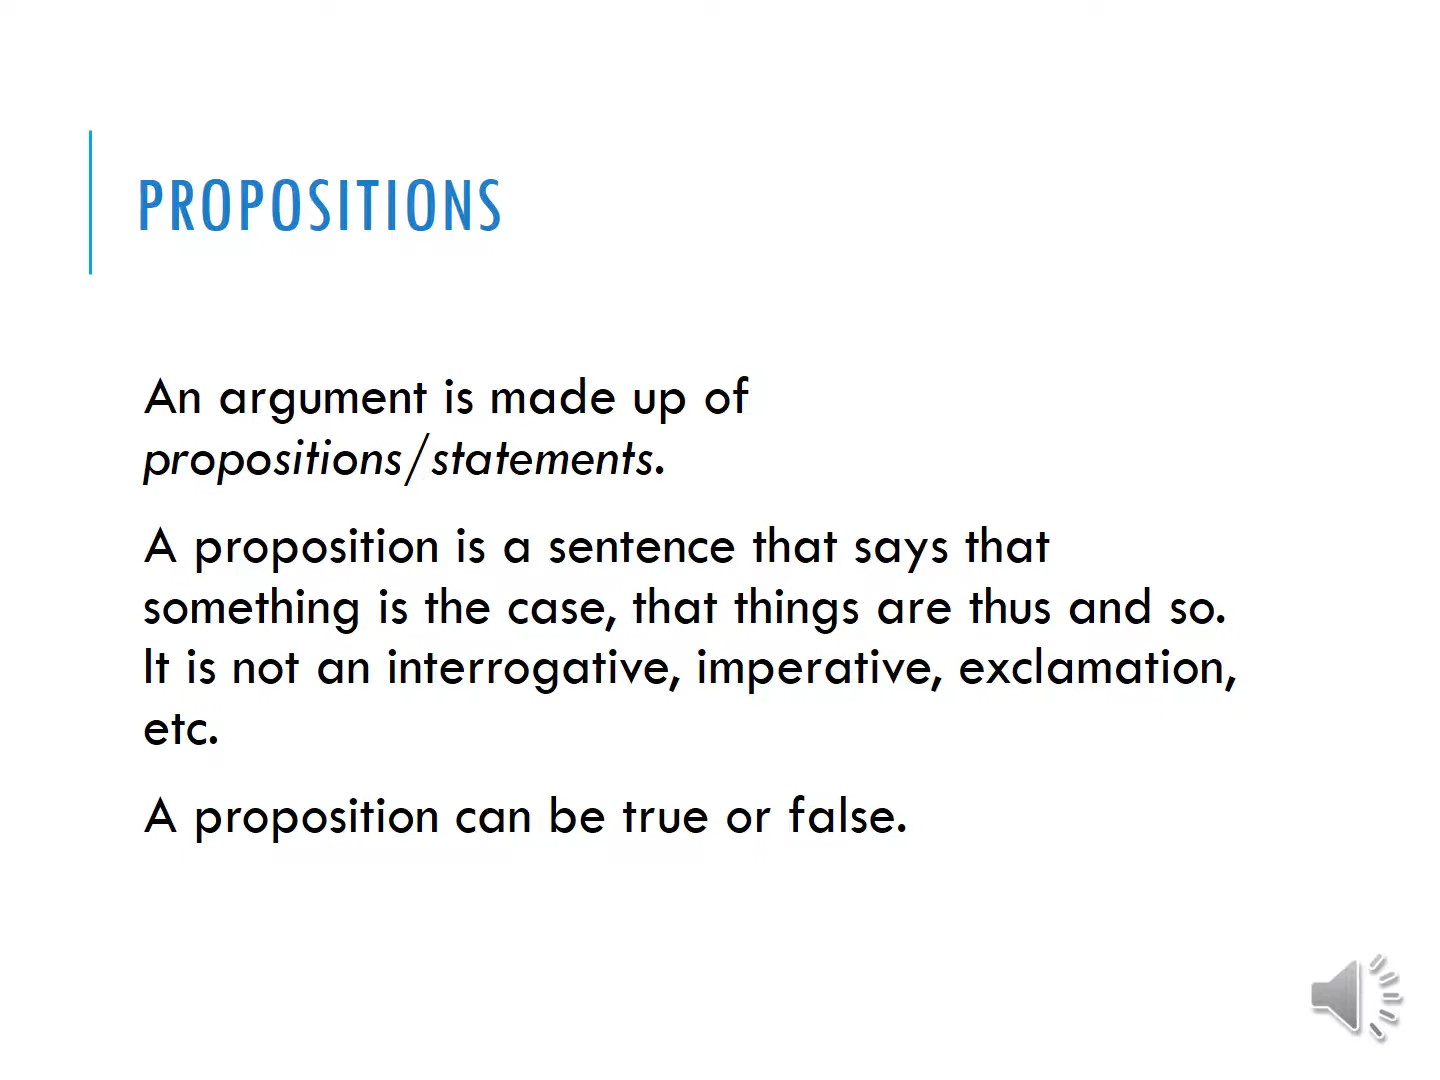 PROPOSITIONS
An argument is made up of
propositions/statements.
A proposition is a sentence that says that
something is the case, that things are thus and so.
It is not an interrogative, imperative, exclamation,
etc.
A proposition can be true or false.